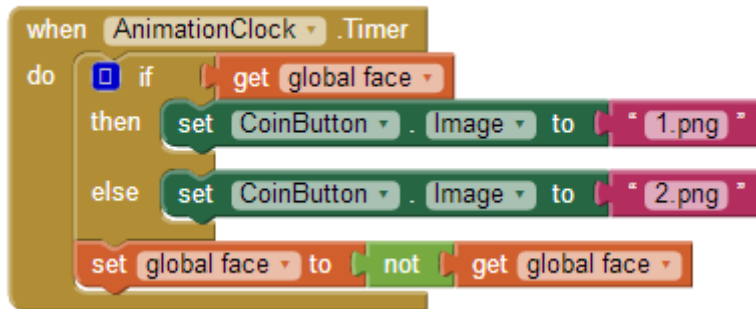 when AnimationClock .Timer
do if get global face
then set CoinButton . Image to " 1.png "
else set CoinButton . Image to " 2.png "
set global face to not get global face